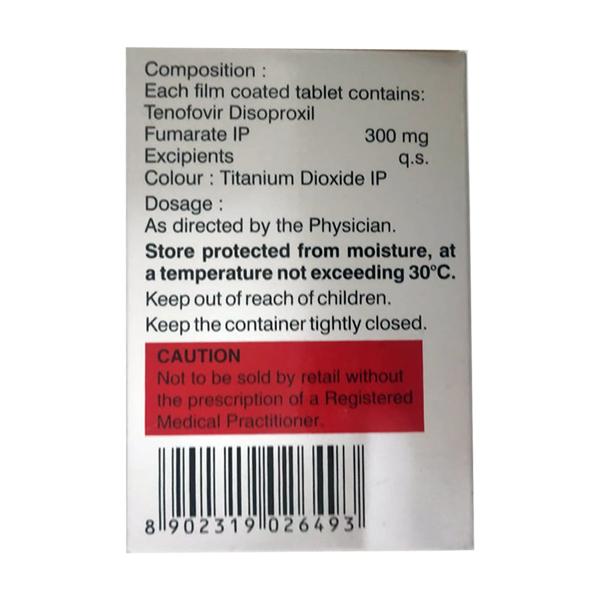 Composition :
Each film coated tablet contains:
Tenofovir Disoproxil
Fumarate IP 300 mg
Excipients q.s.
Colour : Titanium Dioxide IP
Dosage :
As directed by the Physician.
Store protected from moisture, at
a temperature not exceeding 30°C.
Keep out of reach of children.
Keep the container tightly closed.
CAUTION
Not to be sold by retail without
the prescription of a Registered
Medical Practitioner.
8 902319 026493